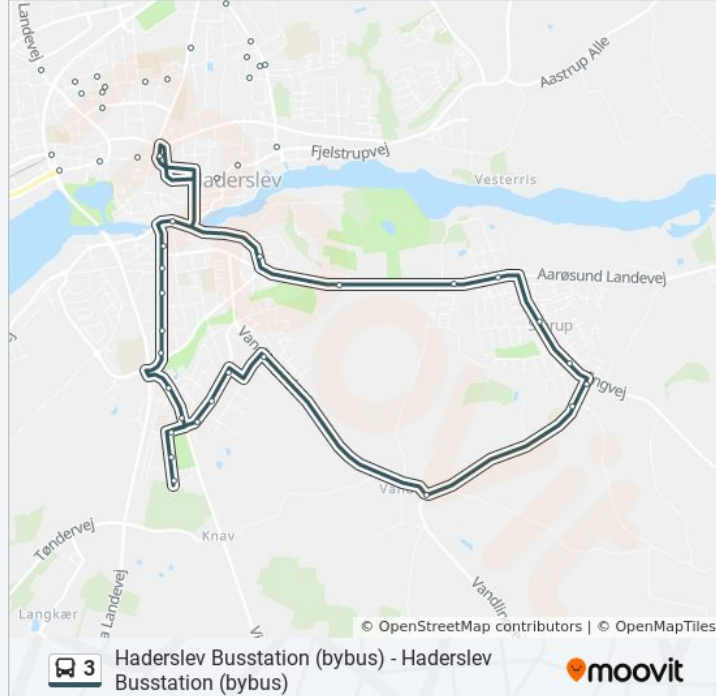 Landevej
Aastrup Alle
Fjelstrupvej
Haderslev
Vesterris
Aarøsund Landevej
Tøndervej
Knav
Langkær
© OpenStreetMap contributors | © OpenMapTiles
3
Haderslev Busstation (bybus) - Haderslev
Busstation (bybus)
moovit